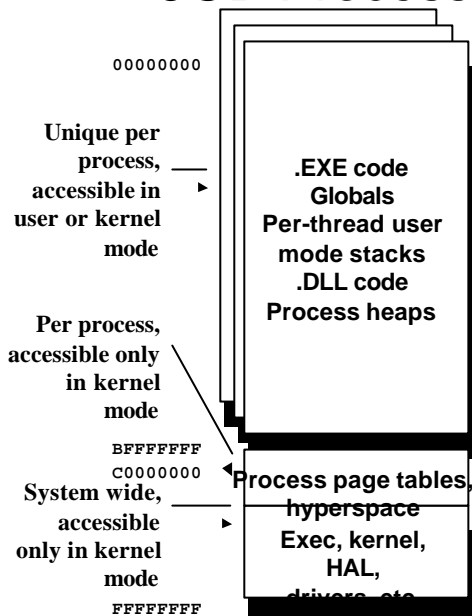 00000000
Unique per
process,
accessible in
user or kernel
mode
.EXE code
Globals
Per-thread user
mode stacks
.DLL code
Process heaps
Per process,
accessible only
in kernel
mode
BFFFFFFF
C0000000
Process page tables,
hyperspace
System wide,
accessible
only in kernel
mode
Exec, kernel,
HAL,
drivers, etc
FFFFFFFF